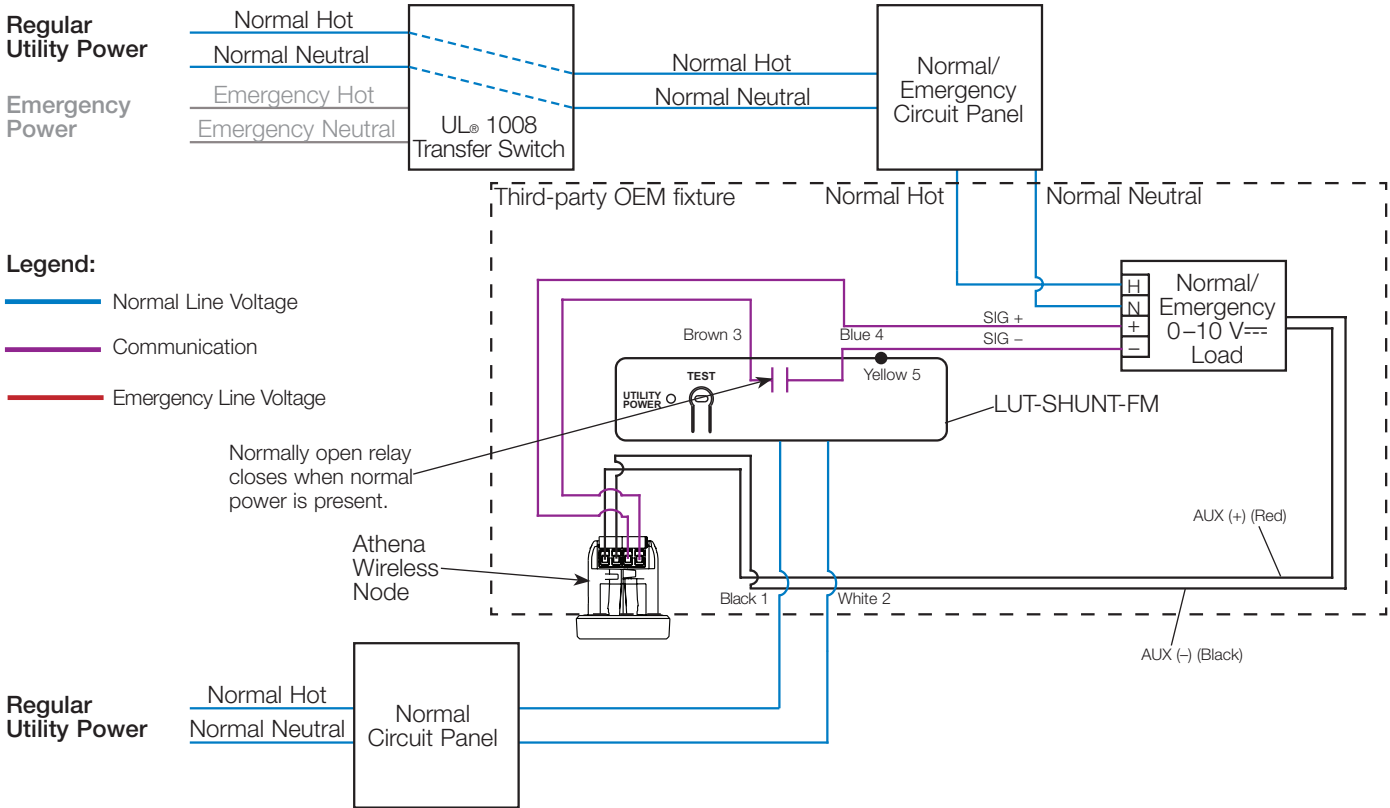 Regular
Utility Power
Normal Hot
Normal Neutral
Emergency
Power
Emergency Hot
Emergency Neutral
UL® 1008
Transfer Switch
Normal Hot
Normal Neutral
Normal/
Emergency
Circuit Panel
Third-party OEM fixture
Normal Hot
Normal Neutral
Legend:
Normal Line Voltage
Communication
Emergency Line Voltage
H
N
+
–
Normal/
Emergency
0–10 V⎓
Load
SIG +
SIG –
Brown 3
Blue 4
Yellow 5
TEST
UTILITY
POWER
LUT-SHUNT-FM
Normally open relay
closes when normal
power is present.
Athena
Wireless
Node
AUX (+) (Red)
Black 1
White 2
AUX (–) (Black)
Regular
Utility Power
Normal Hot
Normal Neutral
Normal
Circuit Panel